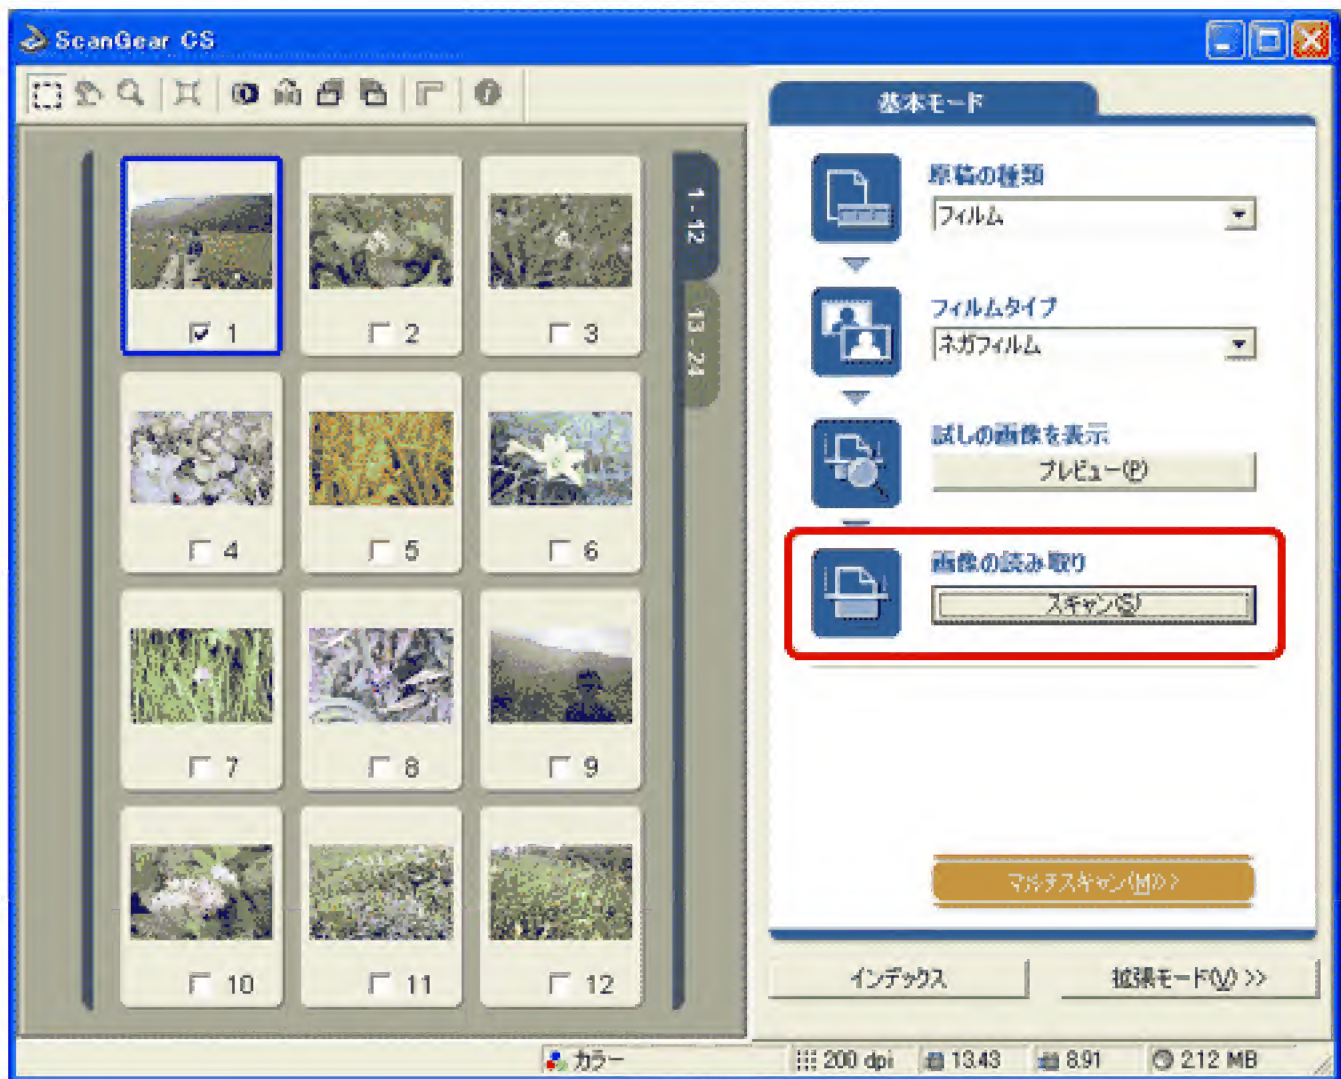 ScanGear CS
基本モード
1
2
3
4
5
6
7
8
9
10
11
12
1 - 12
13 - 24
原稿の種類
フィルム
フィルムタイプ
ネガフィルム
試しの画像を表示
プレビュー(P)
画像の読み取り
スキャン(S)
マルチスキャン(M)>>
インデックス
拡張モード(V) >>
カラー
200 dpi
13.43
8.91
2.12 MB